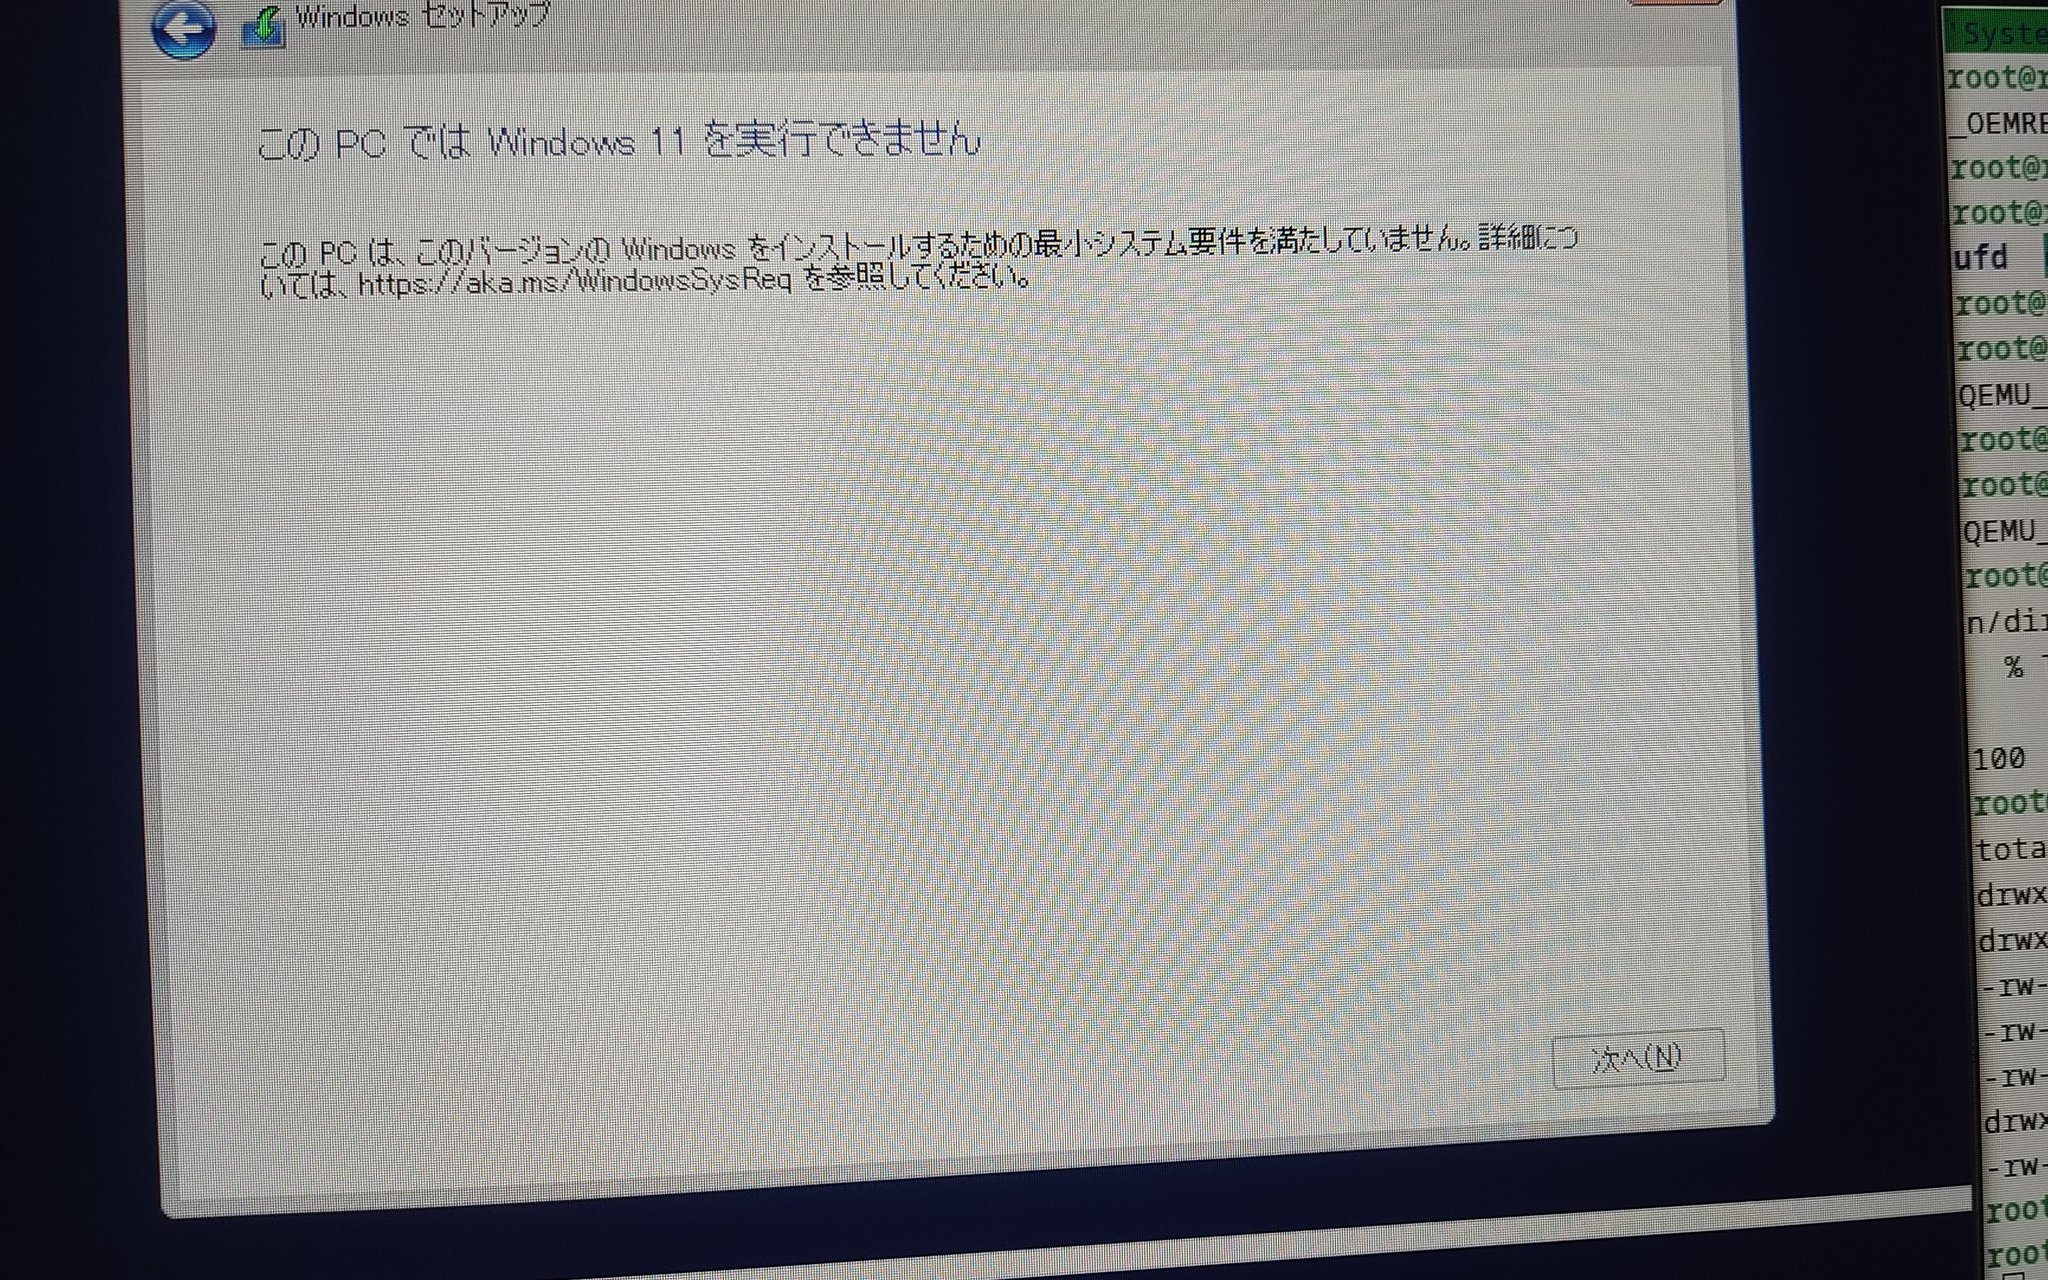 Windows セットアップ
この PC では Windows 11 を実行できません
この PC は、このバージョンの Windows をインストールするための最小システム要件を満たしていません。詳細につ
いては、https://aka.ms/WindowsSysReq を参照してください。
次へ(N)
root@
_OEMRE
root@
root@
ufd
root@
root@
QEMU_
root@
root@
QEMU_
root@
n/di
%
100
root
tota
drwx
drwx
-rw-
-rw-
-rw-
drwx
-rw-
root
root